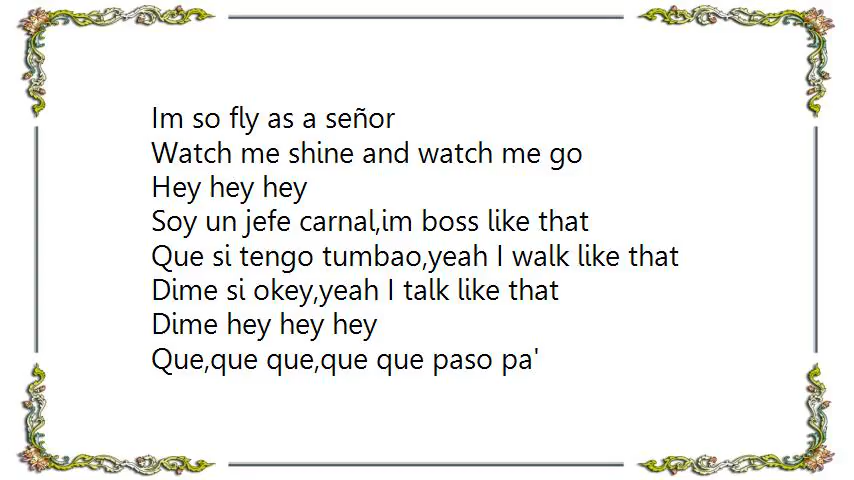 Im so fly as a señor
Watch me shine and watch me go
Hey hey hey
Soy un jefe carnal,im boss like that
Que si tengo tumbao,yeah I walk like that
Dime si okey,yeah I talk like that
Dime hey hey hey
Que,que que,que que paso pa'